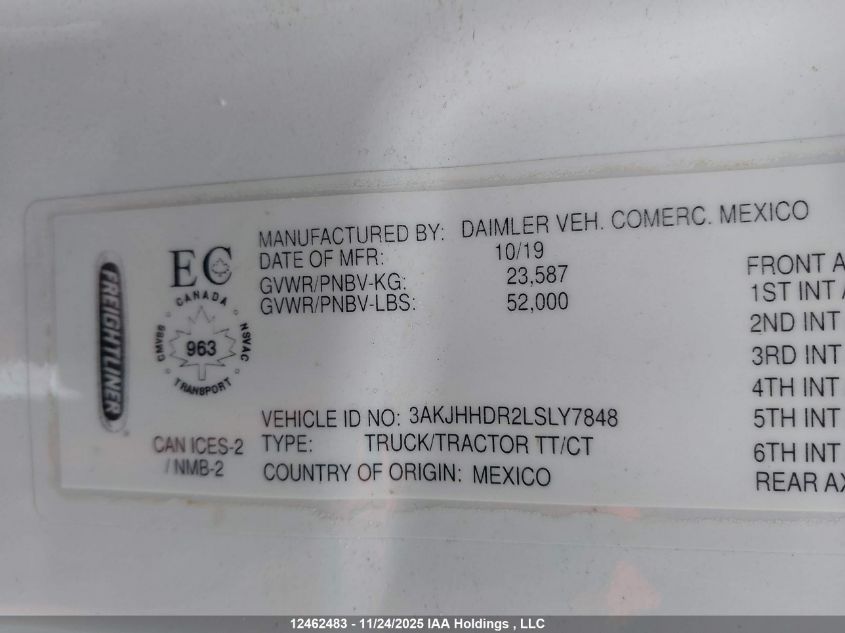 MANUFACTURED BY: DAIMLER VEH. COMERC. MEXICO
DATE OF MFR: 10/19
GVWR/PNBV-KG: 23,587
GVWR/PNBV-LBS: 52,000
EC
CANADA
CMVSS
963
NSVAC
TRANSPORT
FREIGHTLINER
VEHICLE ID NO: 3AKJHHDR2LSLY7848
CAN ICES-2
/ NMB-2
TYPE: TRUCK/TRACTOR TT/CT
COUNTRY OF ORIGIN: MEXICO
FRONT A
1ST INT A
2ND INT
3RD INT
4TH INT
5TH INT
6TH INT
REAR AX
12462483 - 11/24/2025 IAA Holdings , LLC